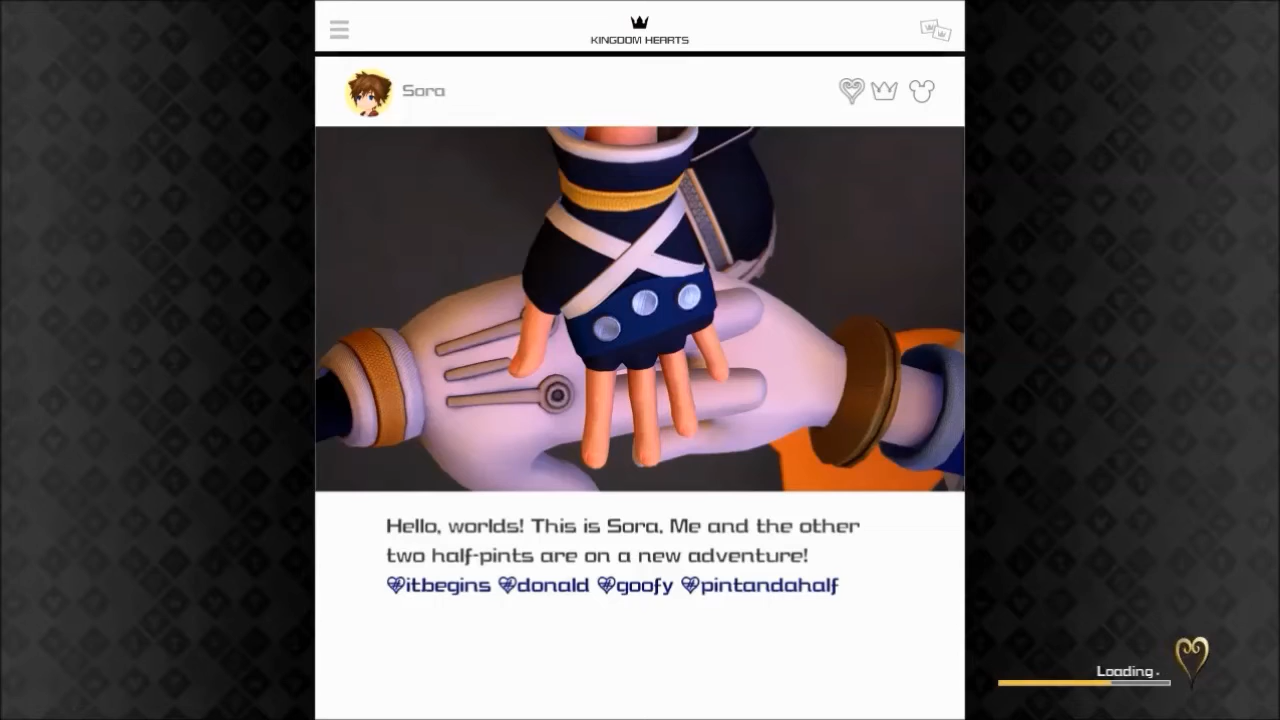 KINGDOM HEARTS
Sora
Hello, worlds! This is Sora. Me and the other
two half-pints are on a new adventure!
#itbegins #donald #goofy #pintandahalf
Loading.